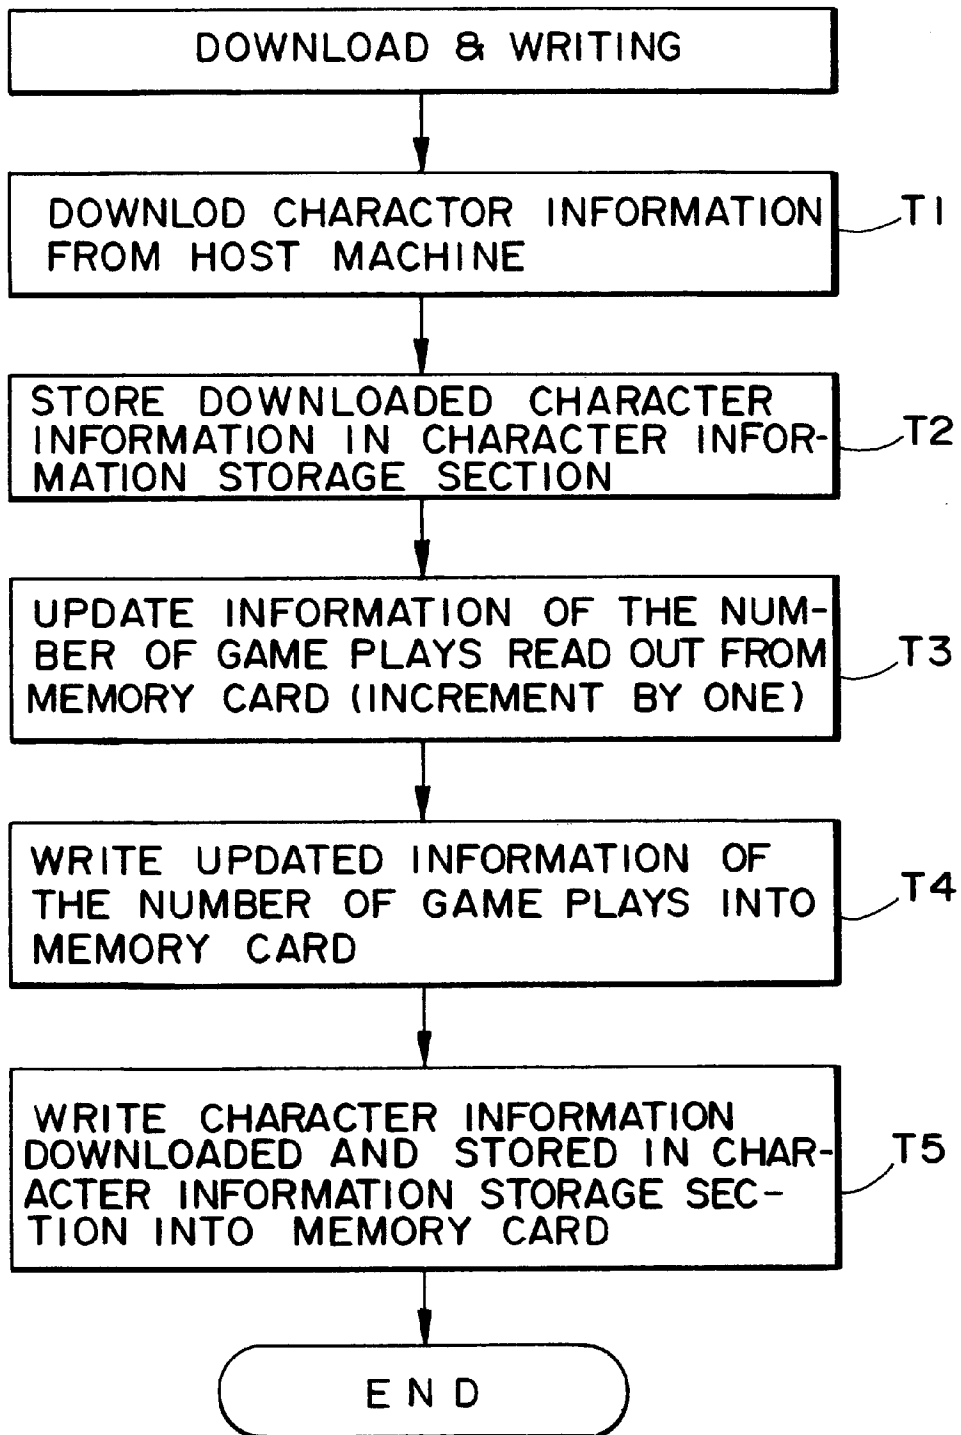 DOWNLOAD & WRITING
DOWNLOD CHARACTOR INFORMATION
FROM HOST MACHINE
T1
STORE DOWNLOADED CHARACTER
INFORMATION IN CHARACTER INFOR-
MATION STORAGE SECTION
T2
UPDATE INFORMATION OF THE NUM-
BER OF GAME PLAYS READ OUT FROM
MEMORY CARD (INCREMENT BY ONE)
T3
WRITE UPDATED INFORMATION OF
THE NUMBER OF GAME PLAYS INTO
MEMORY CARD
T4
WRITE CHARACTER INFORMATION
DOWNLOADED AND STORED IN CHAR-
ACTER INFORMATION STORAGE SEC-
TION INTO MEMORY CARD
T5
END